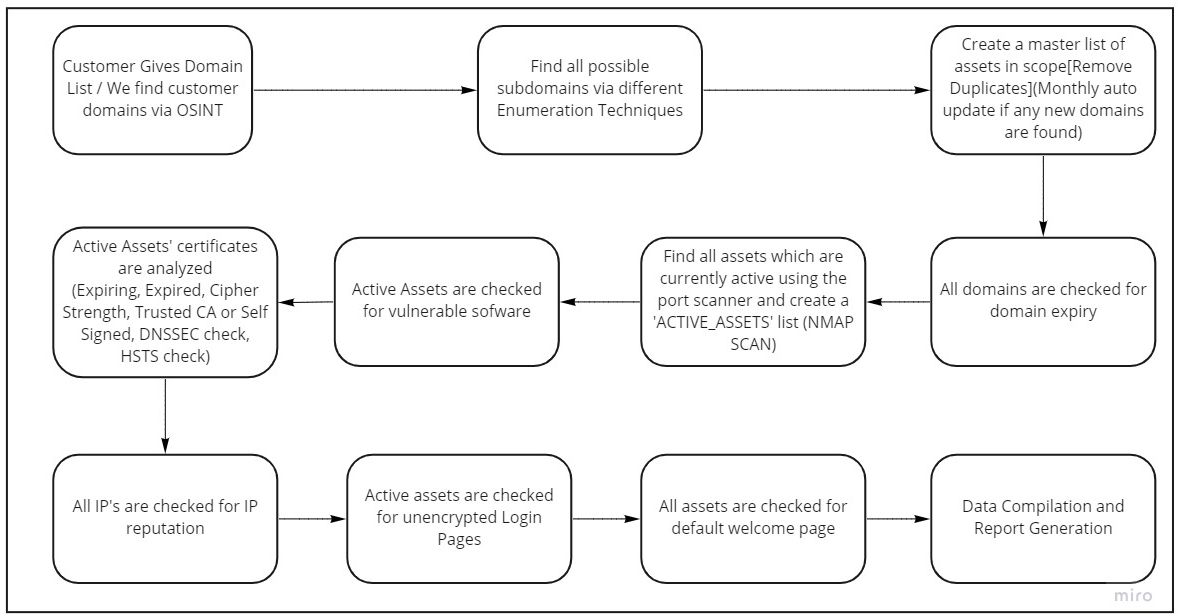 Customer Gives Domain
List / We find customer
domains via OSINT
Find all possible
subdomains via different
Enumeration Techniques
Create a master list of
assets in scope[Remove
Duplicates](Monthly auto
update if any new domains
are found)
All domains are checked for
domain expiry
Find all assets which are
currently active using the
port scanner and create a
'ACTIVE_ASSETS' list (NMAP
SCAN)
Active Assets are checked
for vulnerable sofware
Active Assets' certificates
are analyzed
(Expiring, Expired, Cipher
Strength, Trusted CA or Self
Signed, DNSSEC check,
HSTS check)
All IP's are checked for IP
reputation
Active assets are checked
for unencrypted Login
Pages
All assets are checked for
default welcome page
Data Compilation and
Report Generation
miro